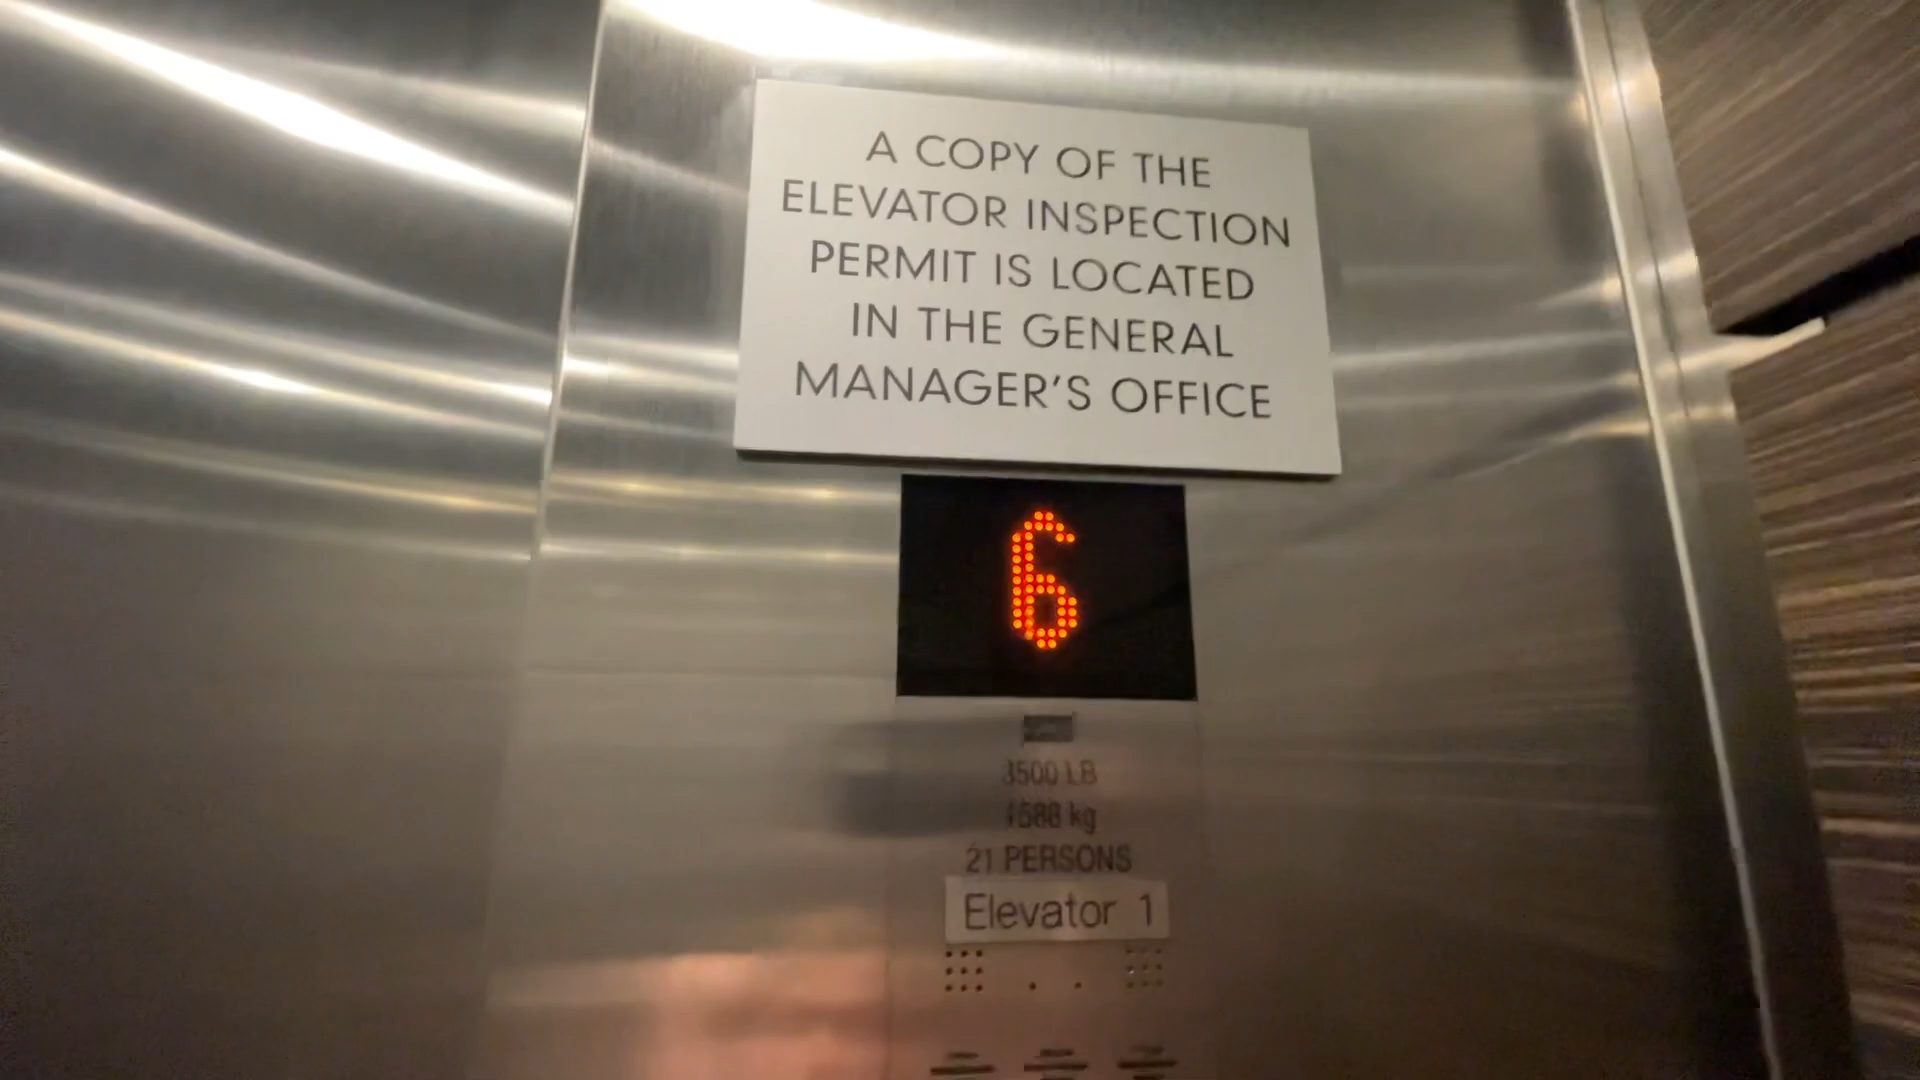 A COPY OF THE
ELEVATOR INSPECTION
PERMIT IS LOCATED
IN THE GENERAL
MANAGER'S OFFICE
6
3500 LB
1588 kg
21 PERSONS
Elevator 1